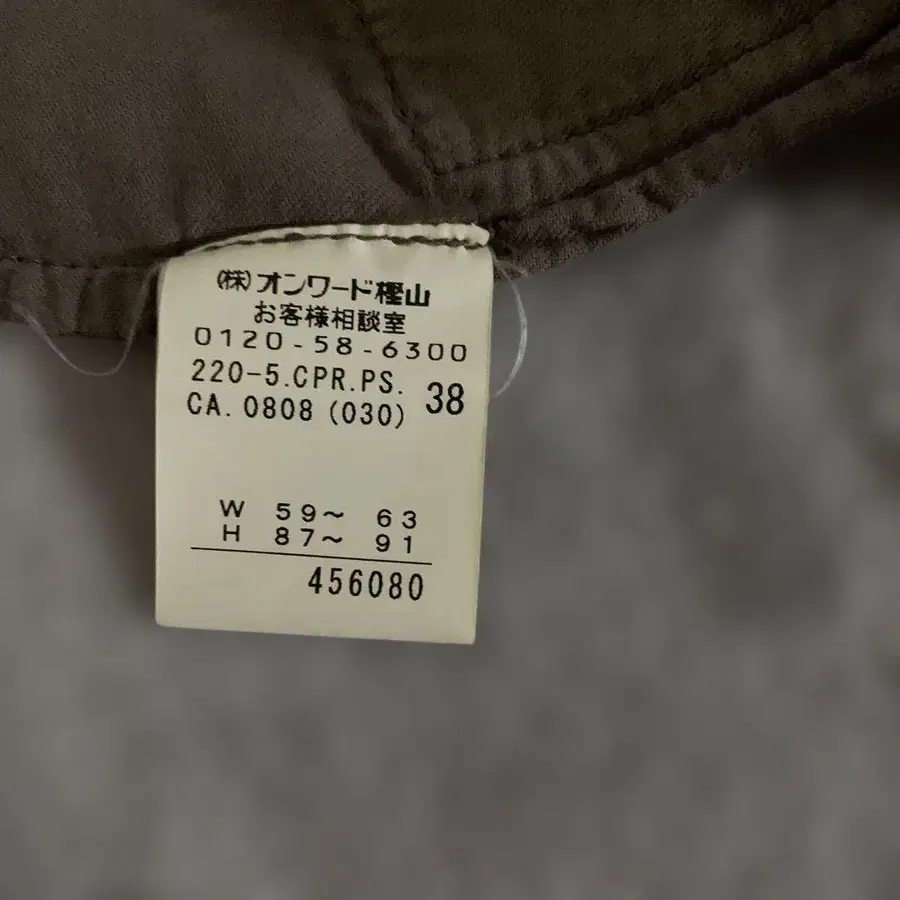 (株)オンワード樫山
お客様相談室
0120-58-6300
220-5.CPR.PS. 38
CA.0808 (030)
W 59~ 63
H 87~ 91
456080